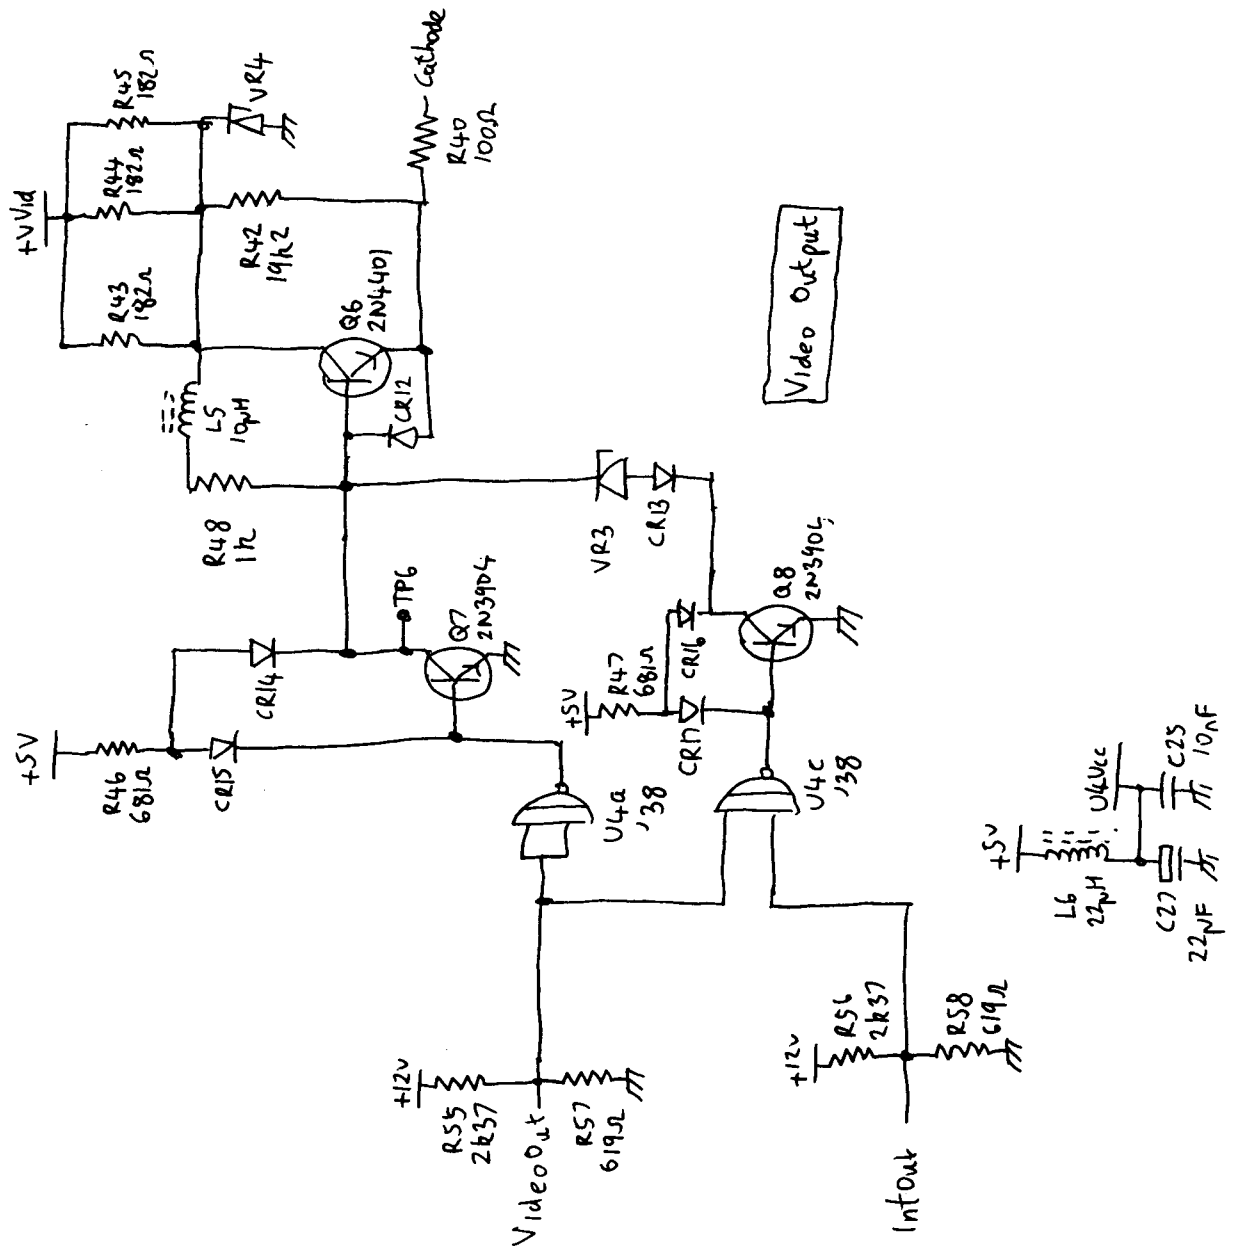 +VVid
R43
182Ω
R44
182Ω
R45
182Ω
VR4
L5
10µH
R42
19k2
R40
100Ω
Cathode
Q6
2N4401
CR12
R48
1k
+5V
R46
681Ω
CR14
CR15
TP6
Q7
2N3904
VR3
CR13
+5V
R47
681Ω
CR16
CR17
Q8
2N3904
U4a
'38
U4c
'38
+12V
R55
2k37
Video Out
R57
619Ω
+12V
R56
2k37
R58
619Ω
IntOut
+5V
L6
22µH
U4Vcc
C27
22µF
C25
10nF
Video Output